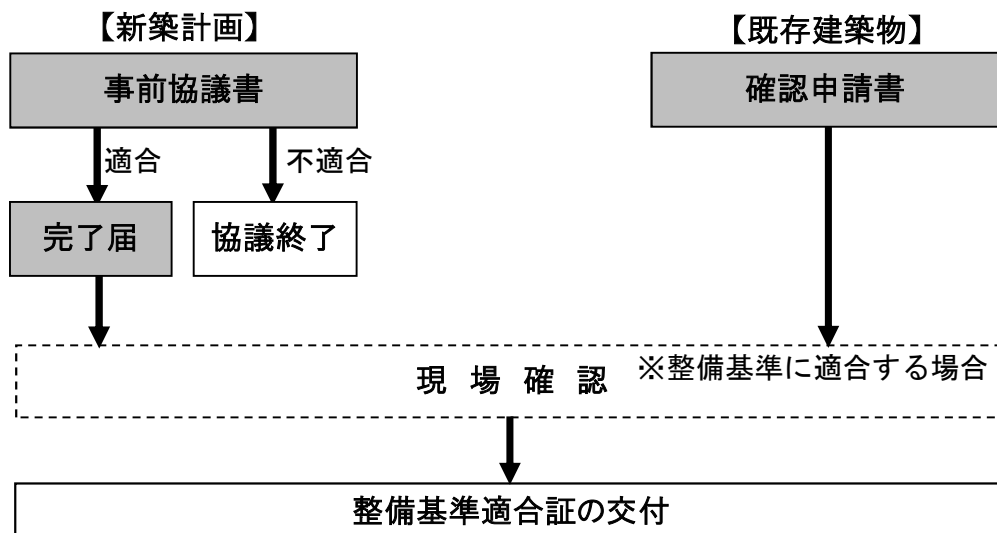 【新築計画】
【既存建築物】
事前協議書
確認申請書
適合
不適合
完了届
協議終了
現 場 確 認
※整備基準に適合する場合
整備基準適合証の交付